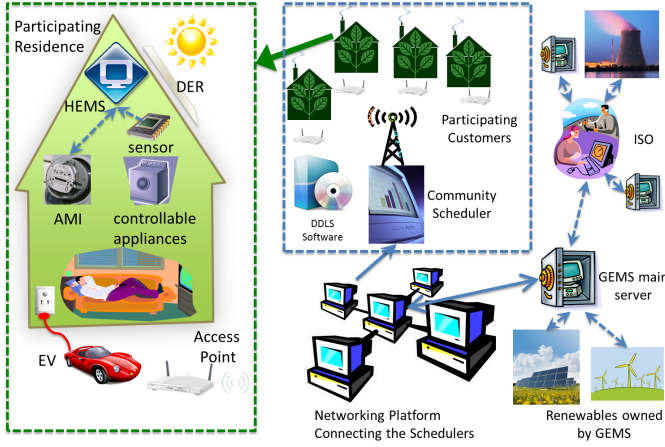 Participating
Residence
DER
HEMS
sensor
AMI
controllable
appliances
EV
Access
Point
Participating
Customers
DDLS
Software
Community
Scheduler
ISO
GEMS main
server
Networking Platform
Connecting the Schedulers
Renewables owned
by GEMS